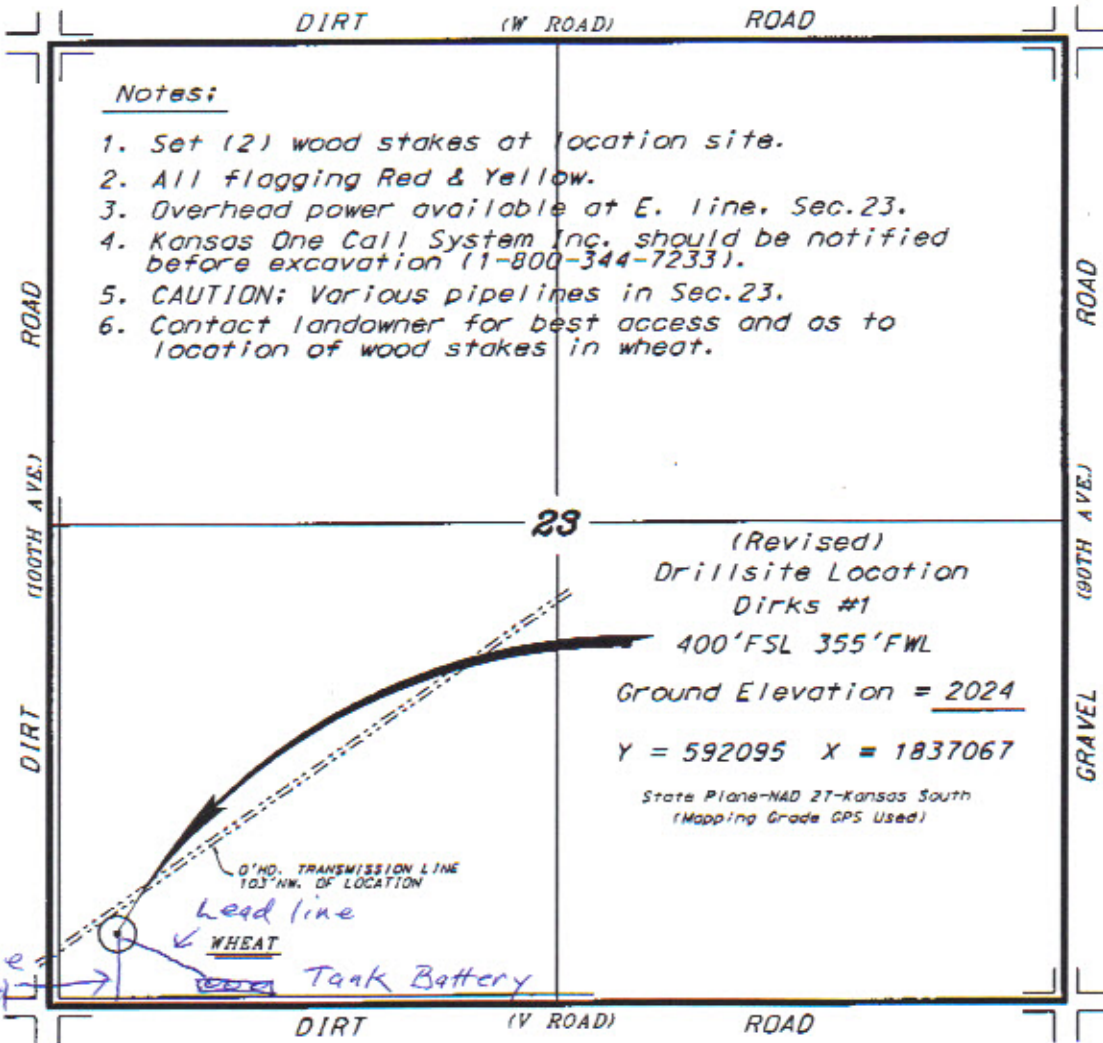 DIRT (W ROAD) ROAD
Notes:
1. Set (2) wood stakes at location site.
2. All flagging Red & Yellow.
3. Overhead power available at E. line, Sec.23.
4. Kansas One Call System Inc. should be notified
before excavation (1-800-344-7233).
5. CAUTION: Various pipelines in Sec.23.
6. Contact landowner for best access and as to
location of wood stakes in wheat.
ROAD
(100TH AVE.)
DIRT
ROAD
(90TH AVE.)
GRAVEL
23
(Revised)
Drillsite Location
Dirks #1
400'FSL 355'FWL
Ground Elevation = 2024
Y = 592095 X = 1837067
State Plane-NAD 27-Kansas South
(Mapping Grade GPS Used)
O'HD. TRANSMISSION LINE
103'NW. OF LOCATION
Lead line
WHEAT
Tank Battery
DIRT (V ROAD) ROAD